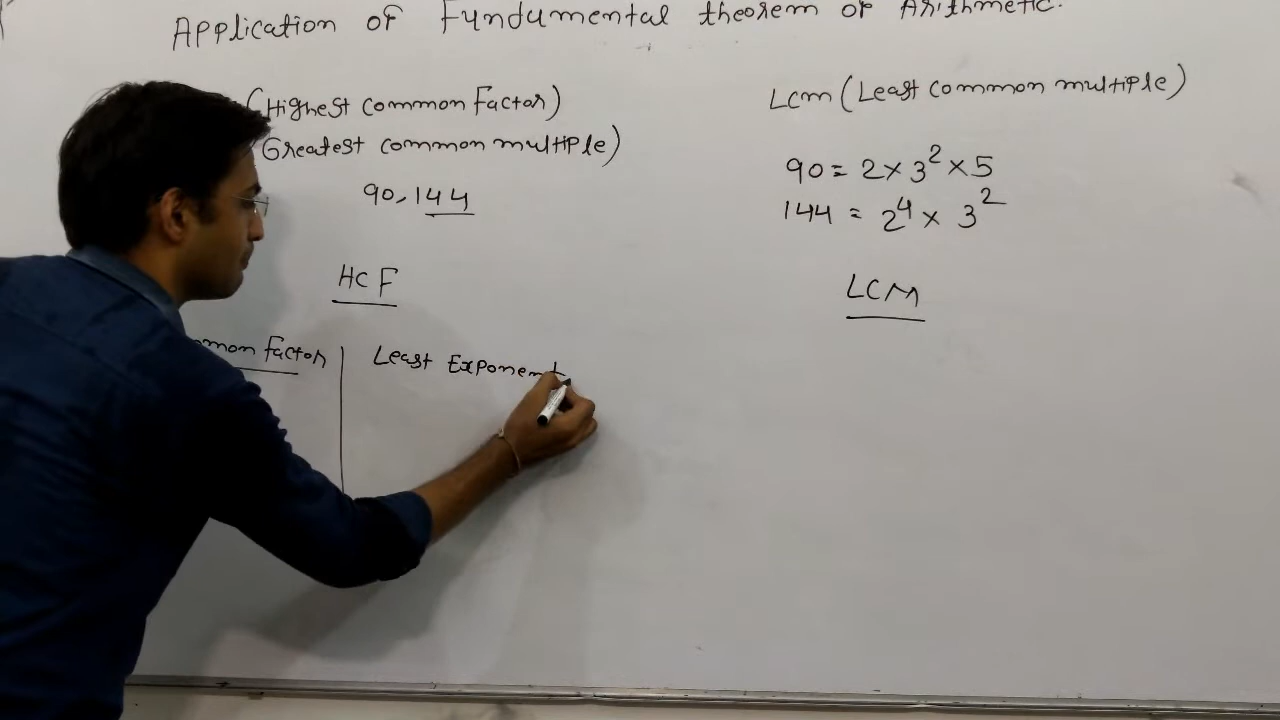 Application of Fundamental theorem of Arithmetic.
(Highest common Factor)
Greatest common multiple)
90, 144
HCF
Factor
Least Exponent
Lcm (Least common multiple)
90 = 2 × 3² × 5
144 = 2⁴ × 3²
LCM